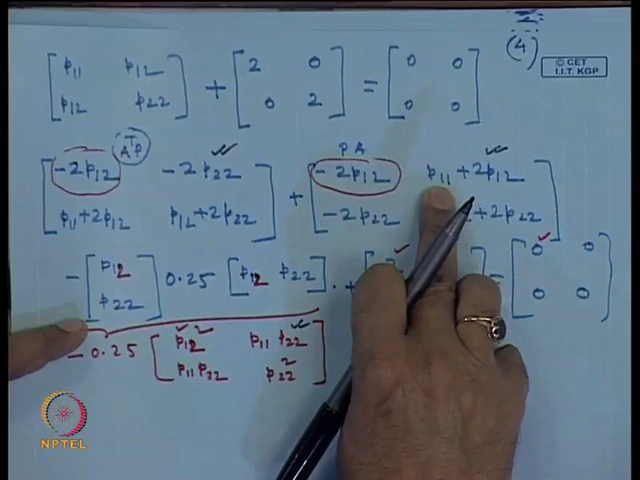 (4)
© CET
I.I.T. KGP
[p11 p12; p12 p22] + [2 0; 0 2] = [0 0; 0 0]
AᵀP
PA
[-2p12 -2p22; p11+2p12 p12+2p22] + [-2p12 p11+2p12; -2p22 +2p22]
-[p12; p22] 0.25 [p12 p22] . + [ ] = [0 0; 0 0]
-0.25 [p12² p11 p22; p11p22 p22²]
NPTEL